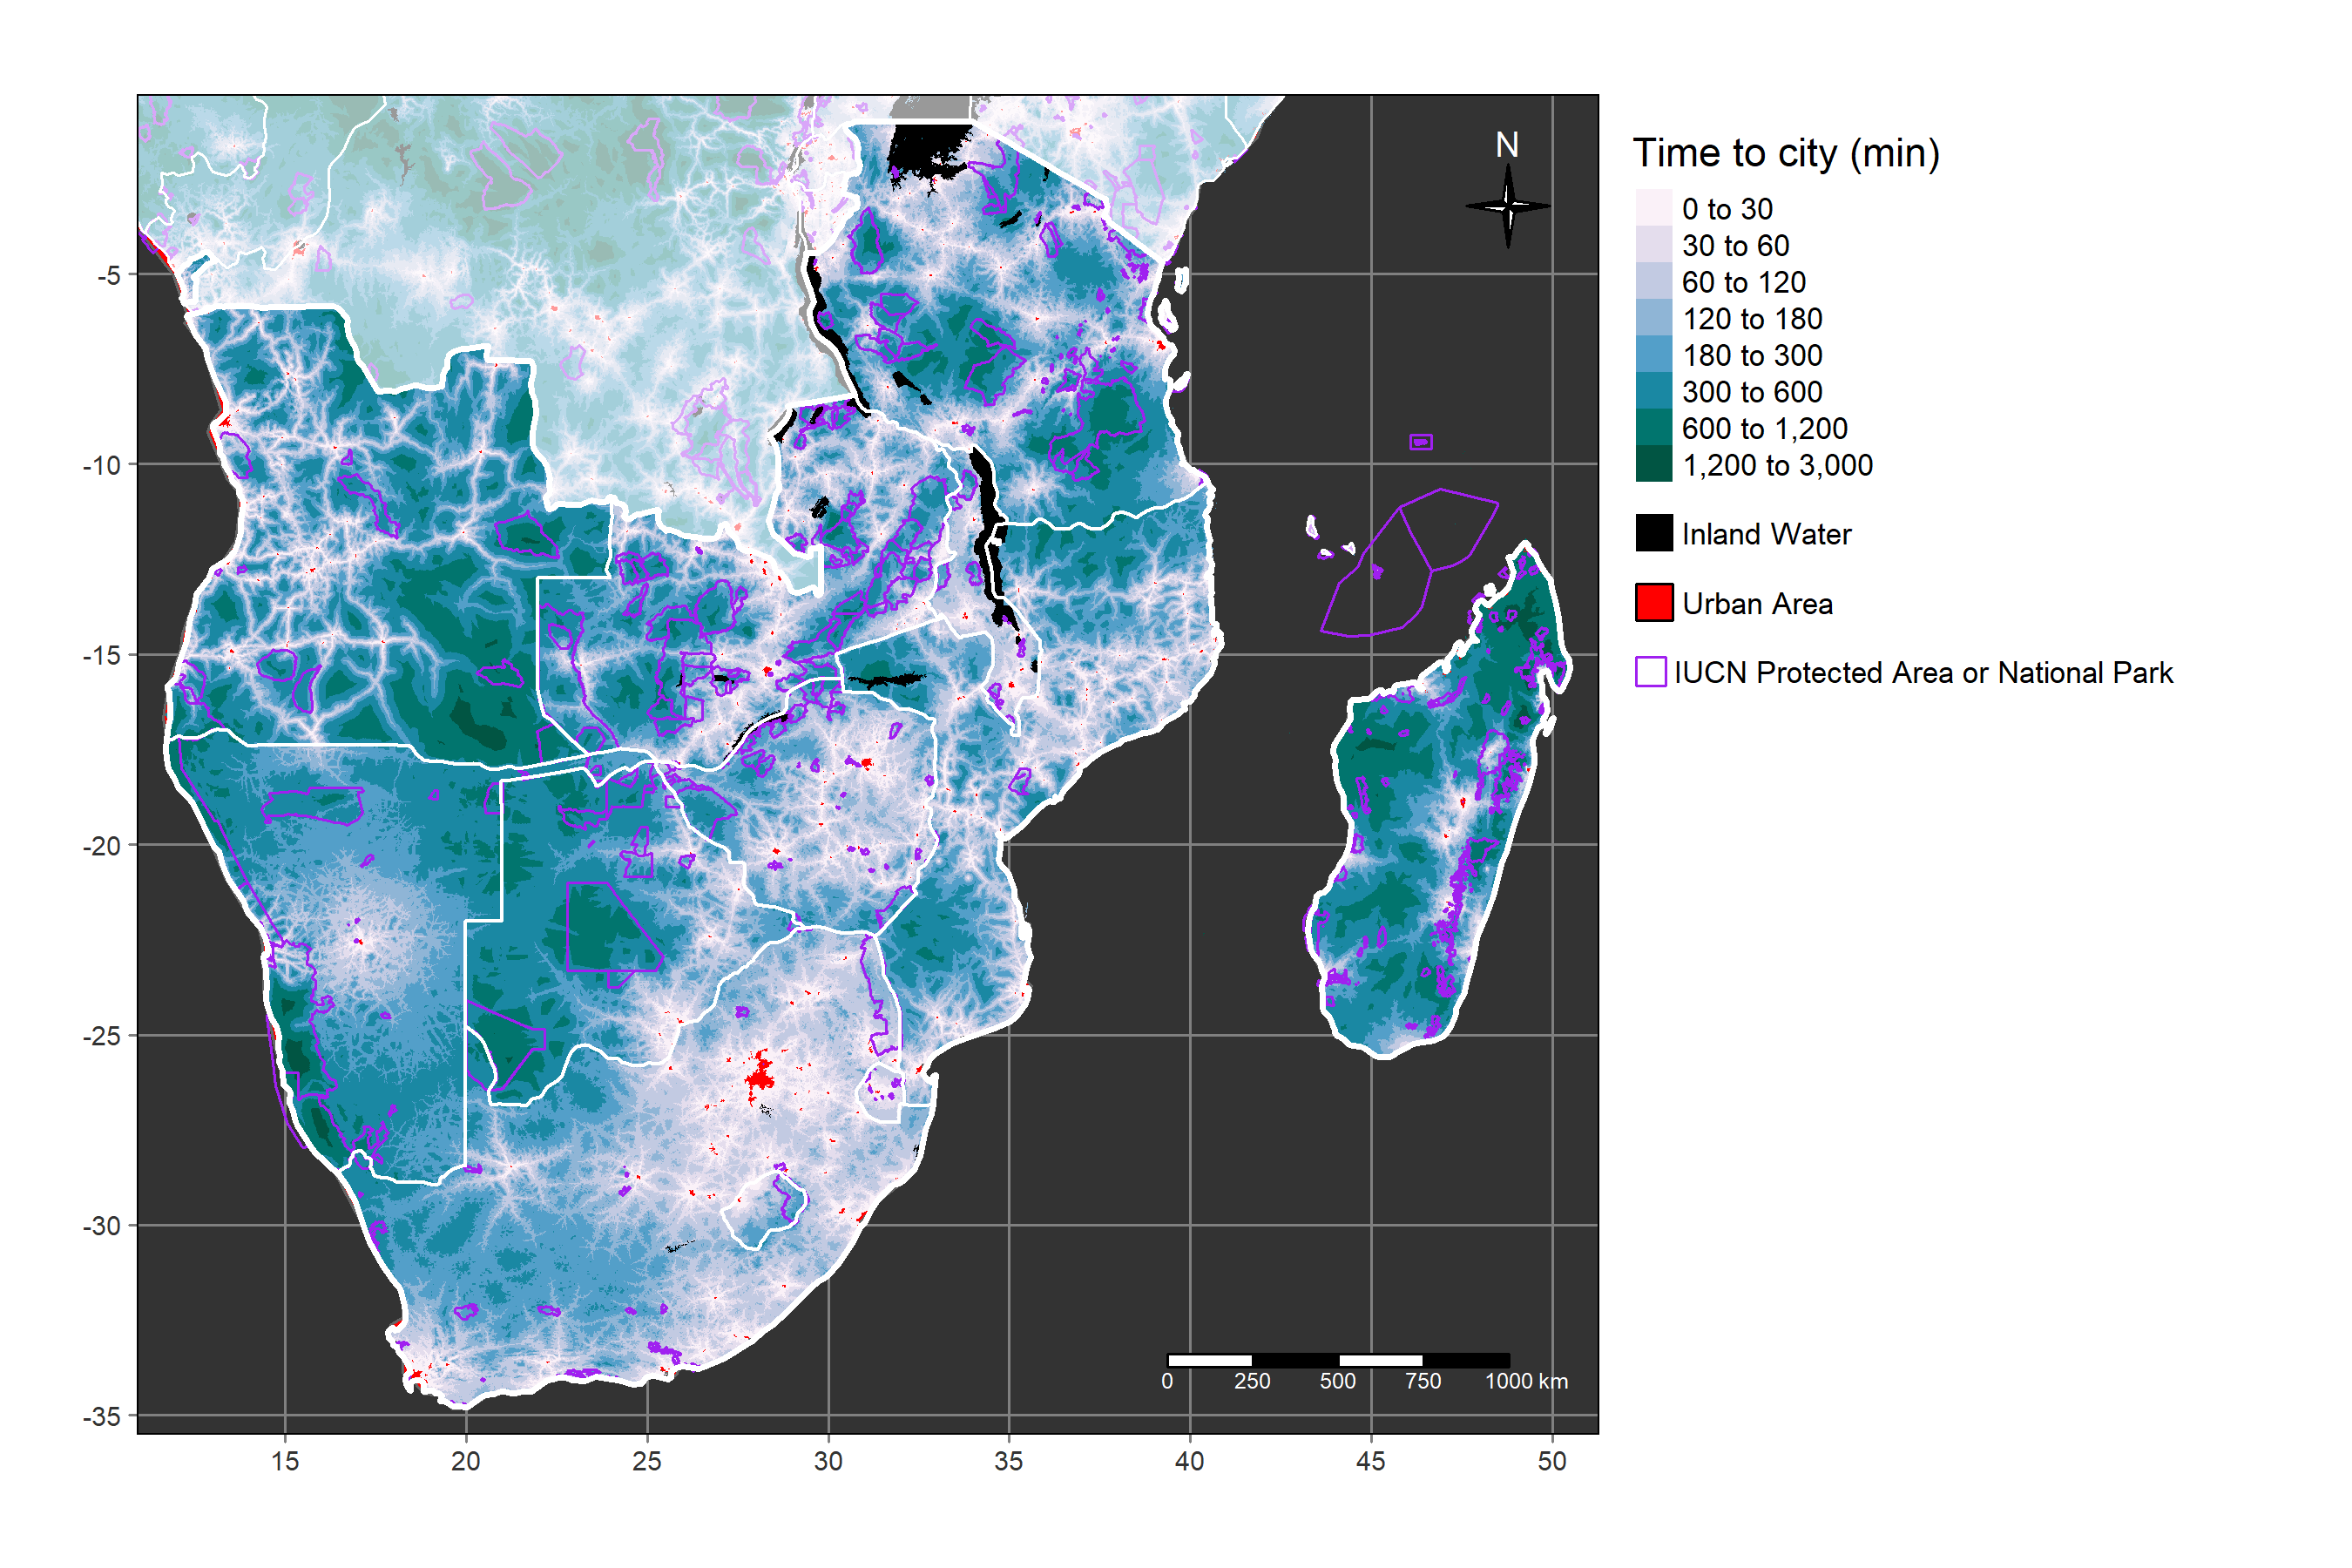 N
Time to city (min)
0 to 30
30 to 60
60 to 120
120 to 180
180 to 300
300 to 600
600 to 1,200
1,200 to 3,000
Inland Water
Urban Area
IUCN Protected Area or National Park
-5
-10
-15
-20
-25
-30
-35
0 250 500 750 1000 km
15 20 25 30 35 40 45 50